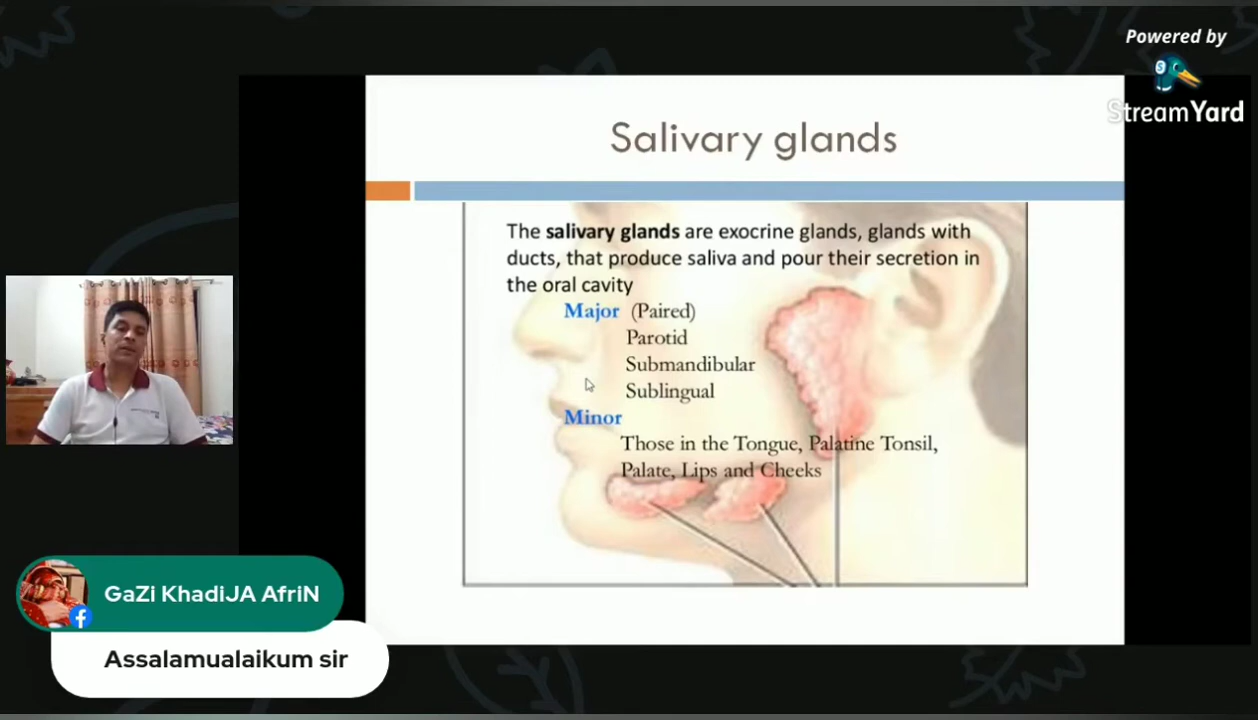 Powered by
StreamYard
Salivary glands
The salivary glands are exocrine glands, glands with
ducts, that produce saliva and pour their secretion in
the oral cavity
Major (Paired)
Parotid
Submandibular
Sublingual
Minor
Those in the Tongue, Palatine Tonsil,
Palate, Lips and Cheeks
GaZi KhadiJA AfriN
Assalamualaikum sir